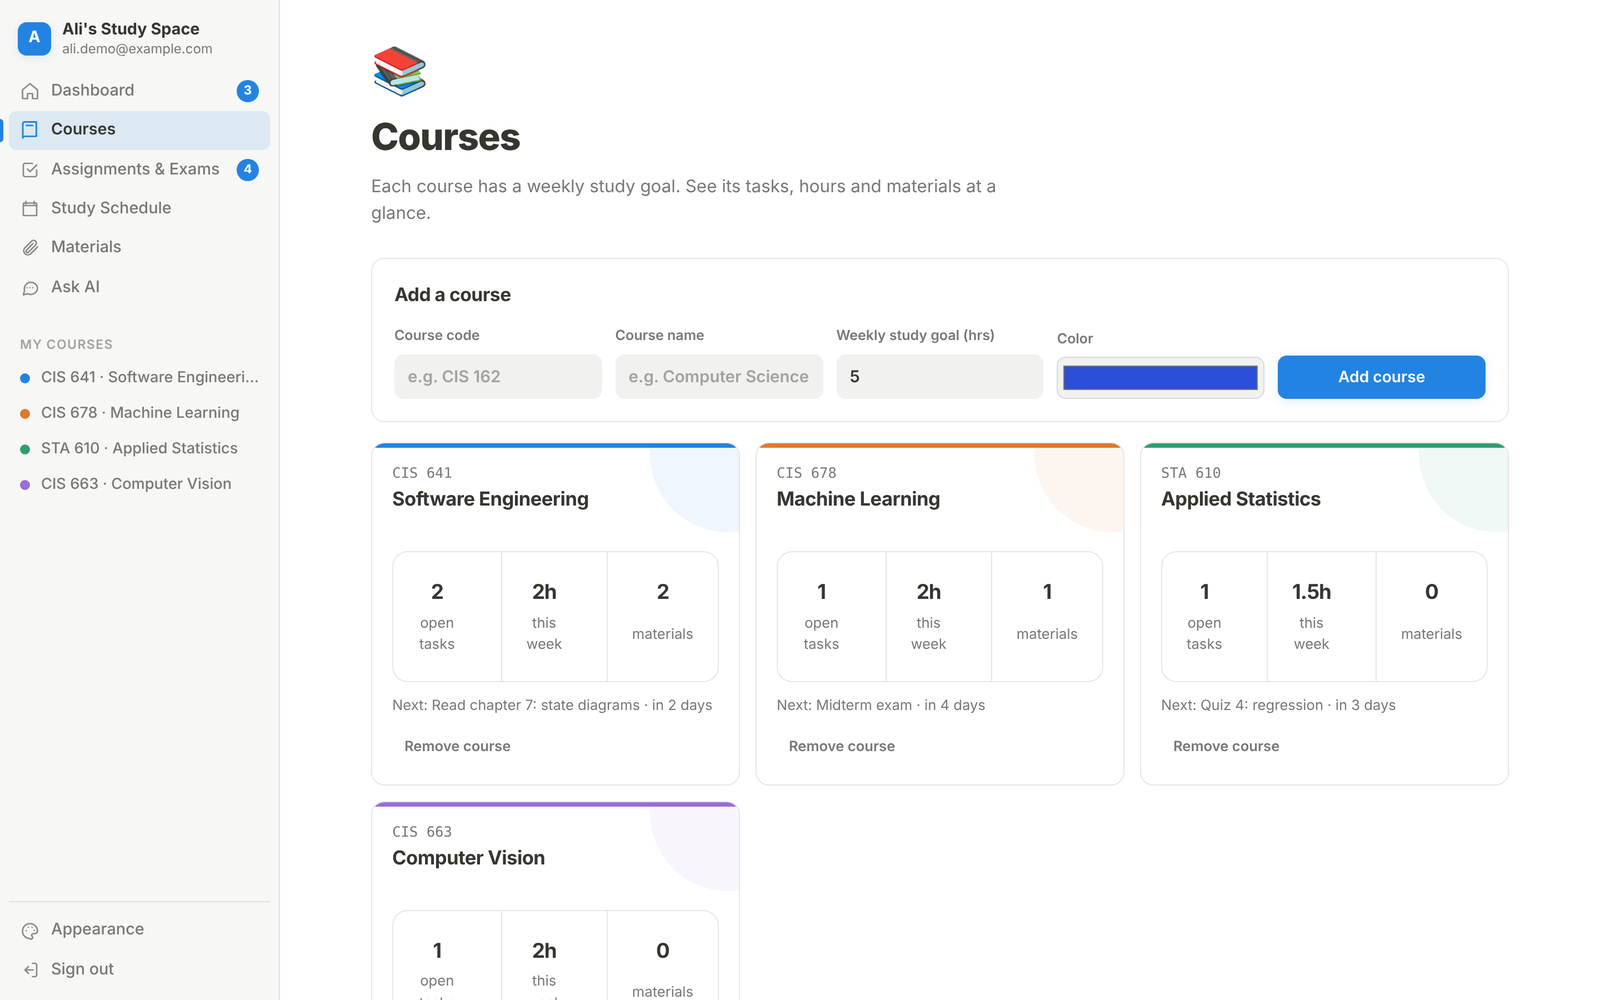 A
Ali's Study Space
ali.demo@example.com
Dashboard
3
Courses
Assignments & Exams
4
Study Schedule
Materials
Ask AI
MY COURSES
CIS 641 · Software Engineeri...
CIS 678 · Machine Learning
STA 610 · Applied Statistics
CIS 663 · Computer Vision
Appearance
Sign out
Courses
Each course has a weekly study goal. See its tasks, hours and materials at a
glance.
Add a course
Course code
Course name
Weekly study goal (hrs)
Color
e.g. CIS 162
e.g. Computer Science
5
Add course
CIS 641
Software Engineering
2
open
tasks
2h
this
week
2
materials
Next: Read chapter 7: state diagrams · in 2 days
Remove course
CIS 678
Machine Learning
1
open
tasks
2h
this
week
1
materials
Next: Midterm exam · in 4 days
Remove course
STA 610
Applied Statistics
1
open
tasks
1.5h
this
week
0
materials
Next: Quiz 4: regression · in 3 days
Remove course
CIS 663
Computer Vision
1
open
2h
this
0
materials